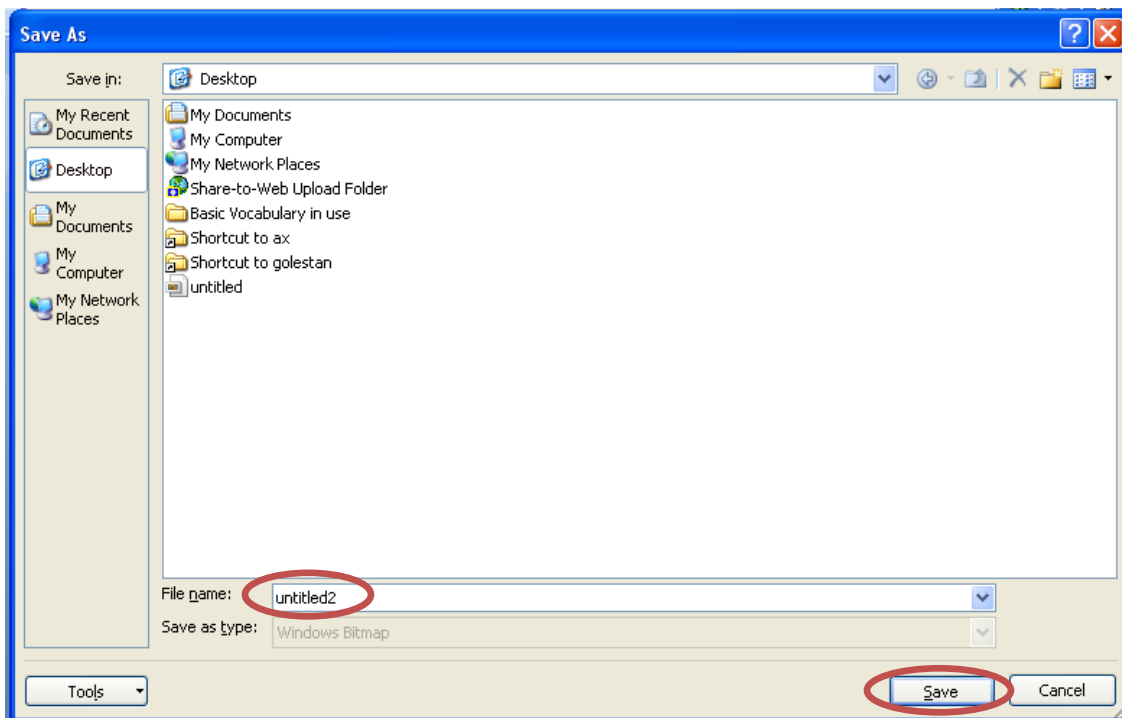 Save As
Save in:
Desktop
My Recent
Documents
Desktop
My
Documents
My
Computer
My Network
Places
My Documents
My Computer
My Network Places
Share-to-Web Upload Folder
Basic Vocabulary in use
Shortcut to ax
Shortcut to golestan
untitled
File name:
untitled2
Save as type:
Windows Bitmap
Tools
Save
Cancel